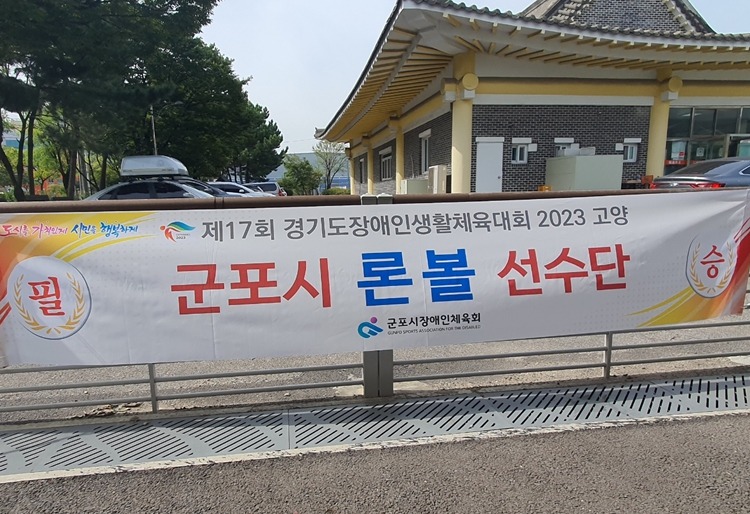 도시를 가치있게 시민을 행복하게
제17회 경기도장애인생활체육대회 2023 고양
필 군포시 론볼 선수단 승
군포시장애인체육회
GUNPO SPORTS ASSOCIATION FOR THE DISABLED